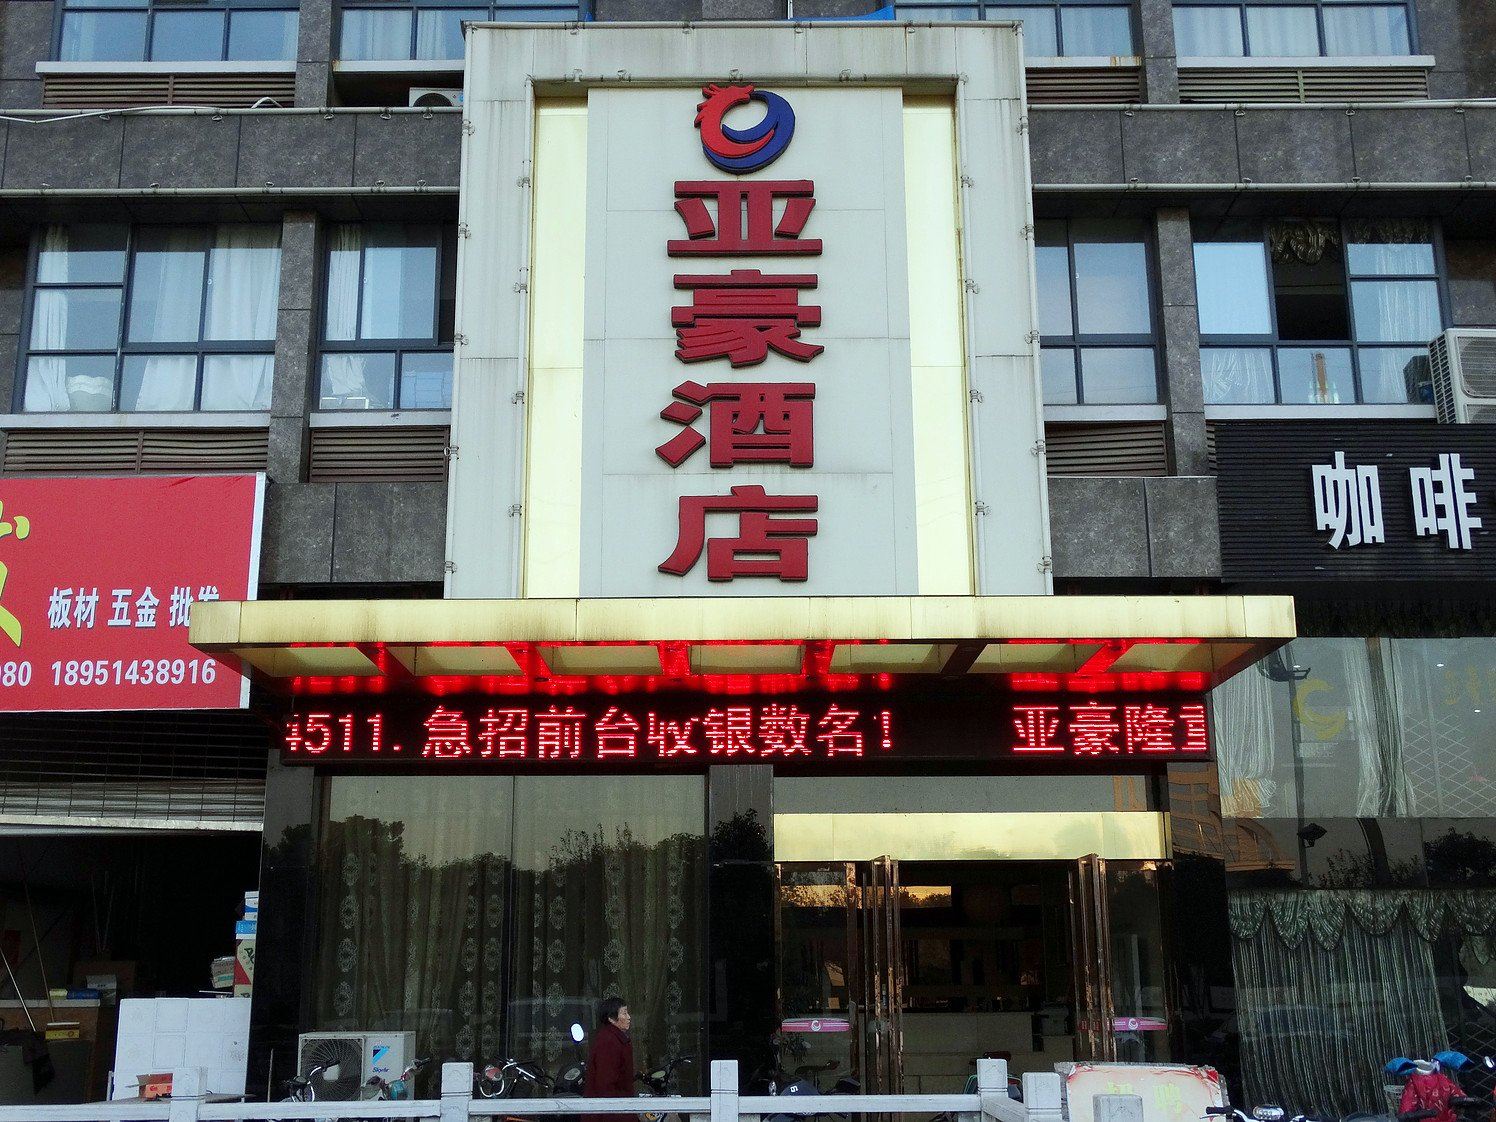 亚豪酒店
板材 五金 批发
980 18951438916
咖啡
4511.急招前台收银数名! 亚豪隆重